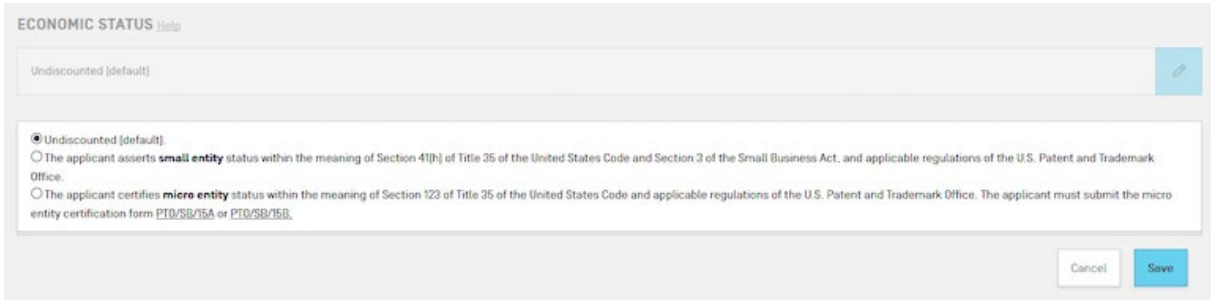 ECONOMIC STATUS Help
Undiscounted [default]
Undiscounted [default].
The applicant asserts small entity status within the meaning of Section 41(h) of Title 35 of the United States Code and Section 3 of the Small Business Act, and applicable regulations of the U.S. Patent and Trademark
Office.
The applicant certifies micro entity status within the meaning of Section 123 of Title 35 of the United States Code and applicable regulations of the U.S. Patent and Trademark Office. The applicant must submit the micro
entity certification form PTO/SB/15A or PTO/SB/15B.
Cancel
Save